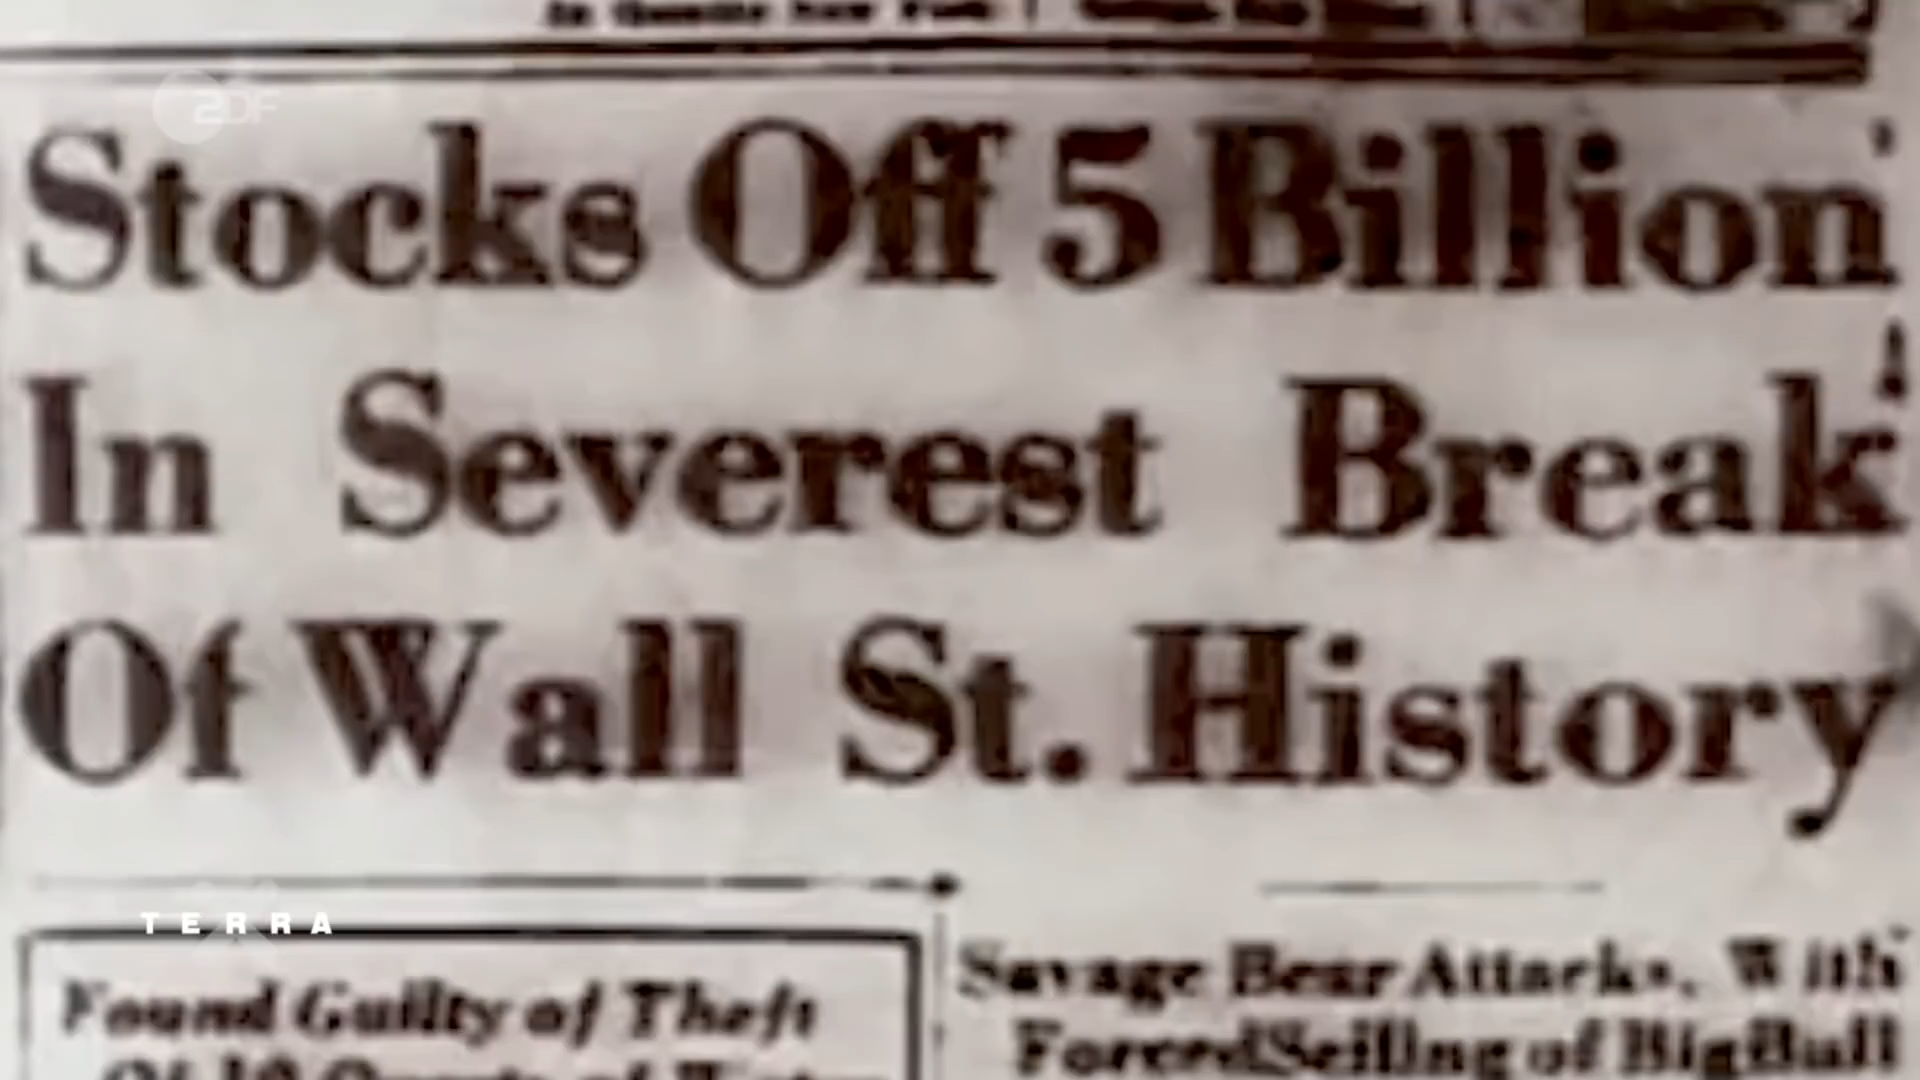 ZDF
Stocks Off 5 Billion
In Severest Break
Of Wall St. History
TERRA
Found Guilty of Theft
Savage Bear Attacks, With
Forced Selling of Big Bull